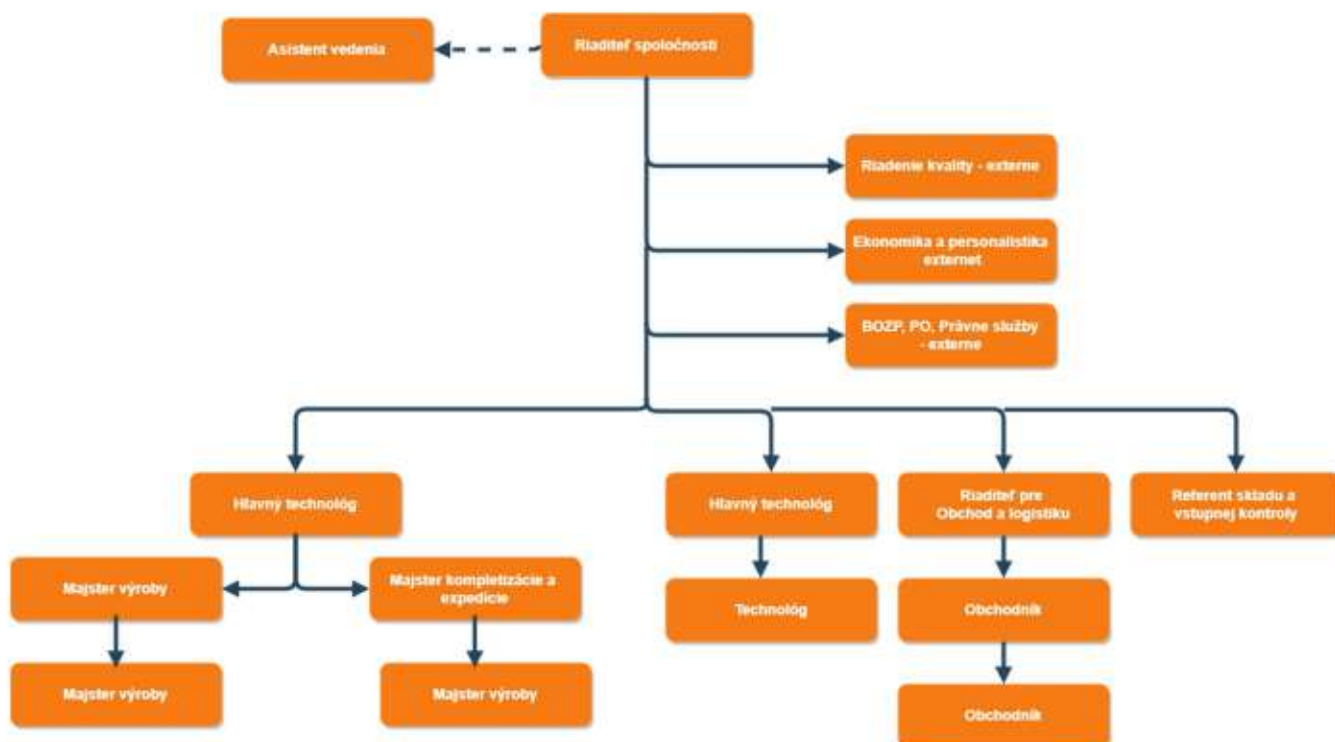 Asistent vedenia
Riaditeľ spoločnosti
Riadenie kvality - externe
Ekonomika a personalistika
externet
BOZP, PO, Právne služby
- externe
Hlavný technológ
Hlavný technológ
Riaditeľ pre
Obchod a logistiku
Referent skladu a
vstupnej kontroly
Majster výroby
Majster kompletizácie a
expedície
Technológ
Obchodník
Majster výroby
Majster výroby
Obchodník